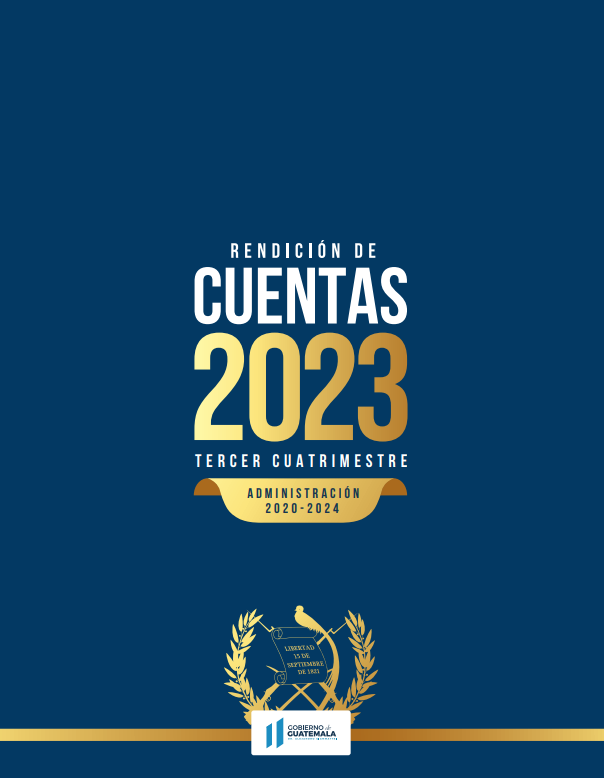 RENDICIÓN DE
CUENTAS
2023
TERCER CUATRIMESTRE
ADMINISTRACIÓN
2020-2024
LIBERTAD
15 DE
SEPTIEMBRE
DE 1821
GOBIERNO de
GUATEMALA